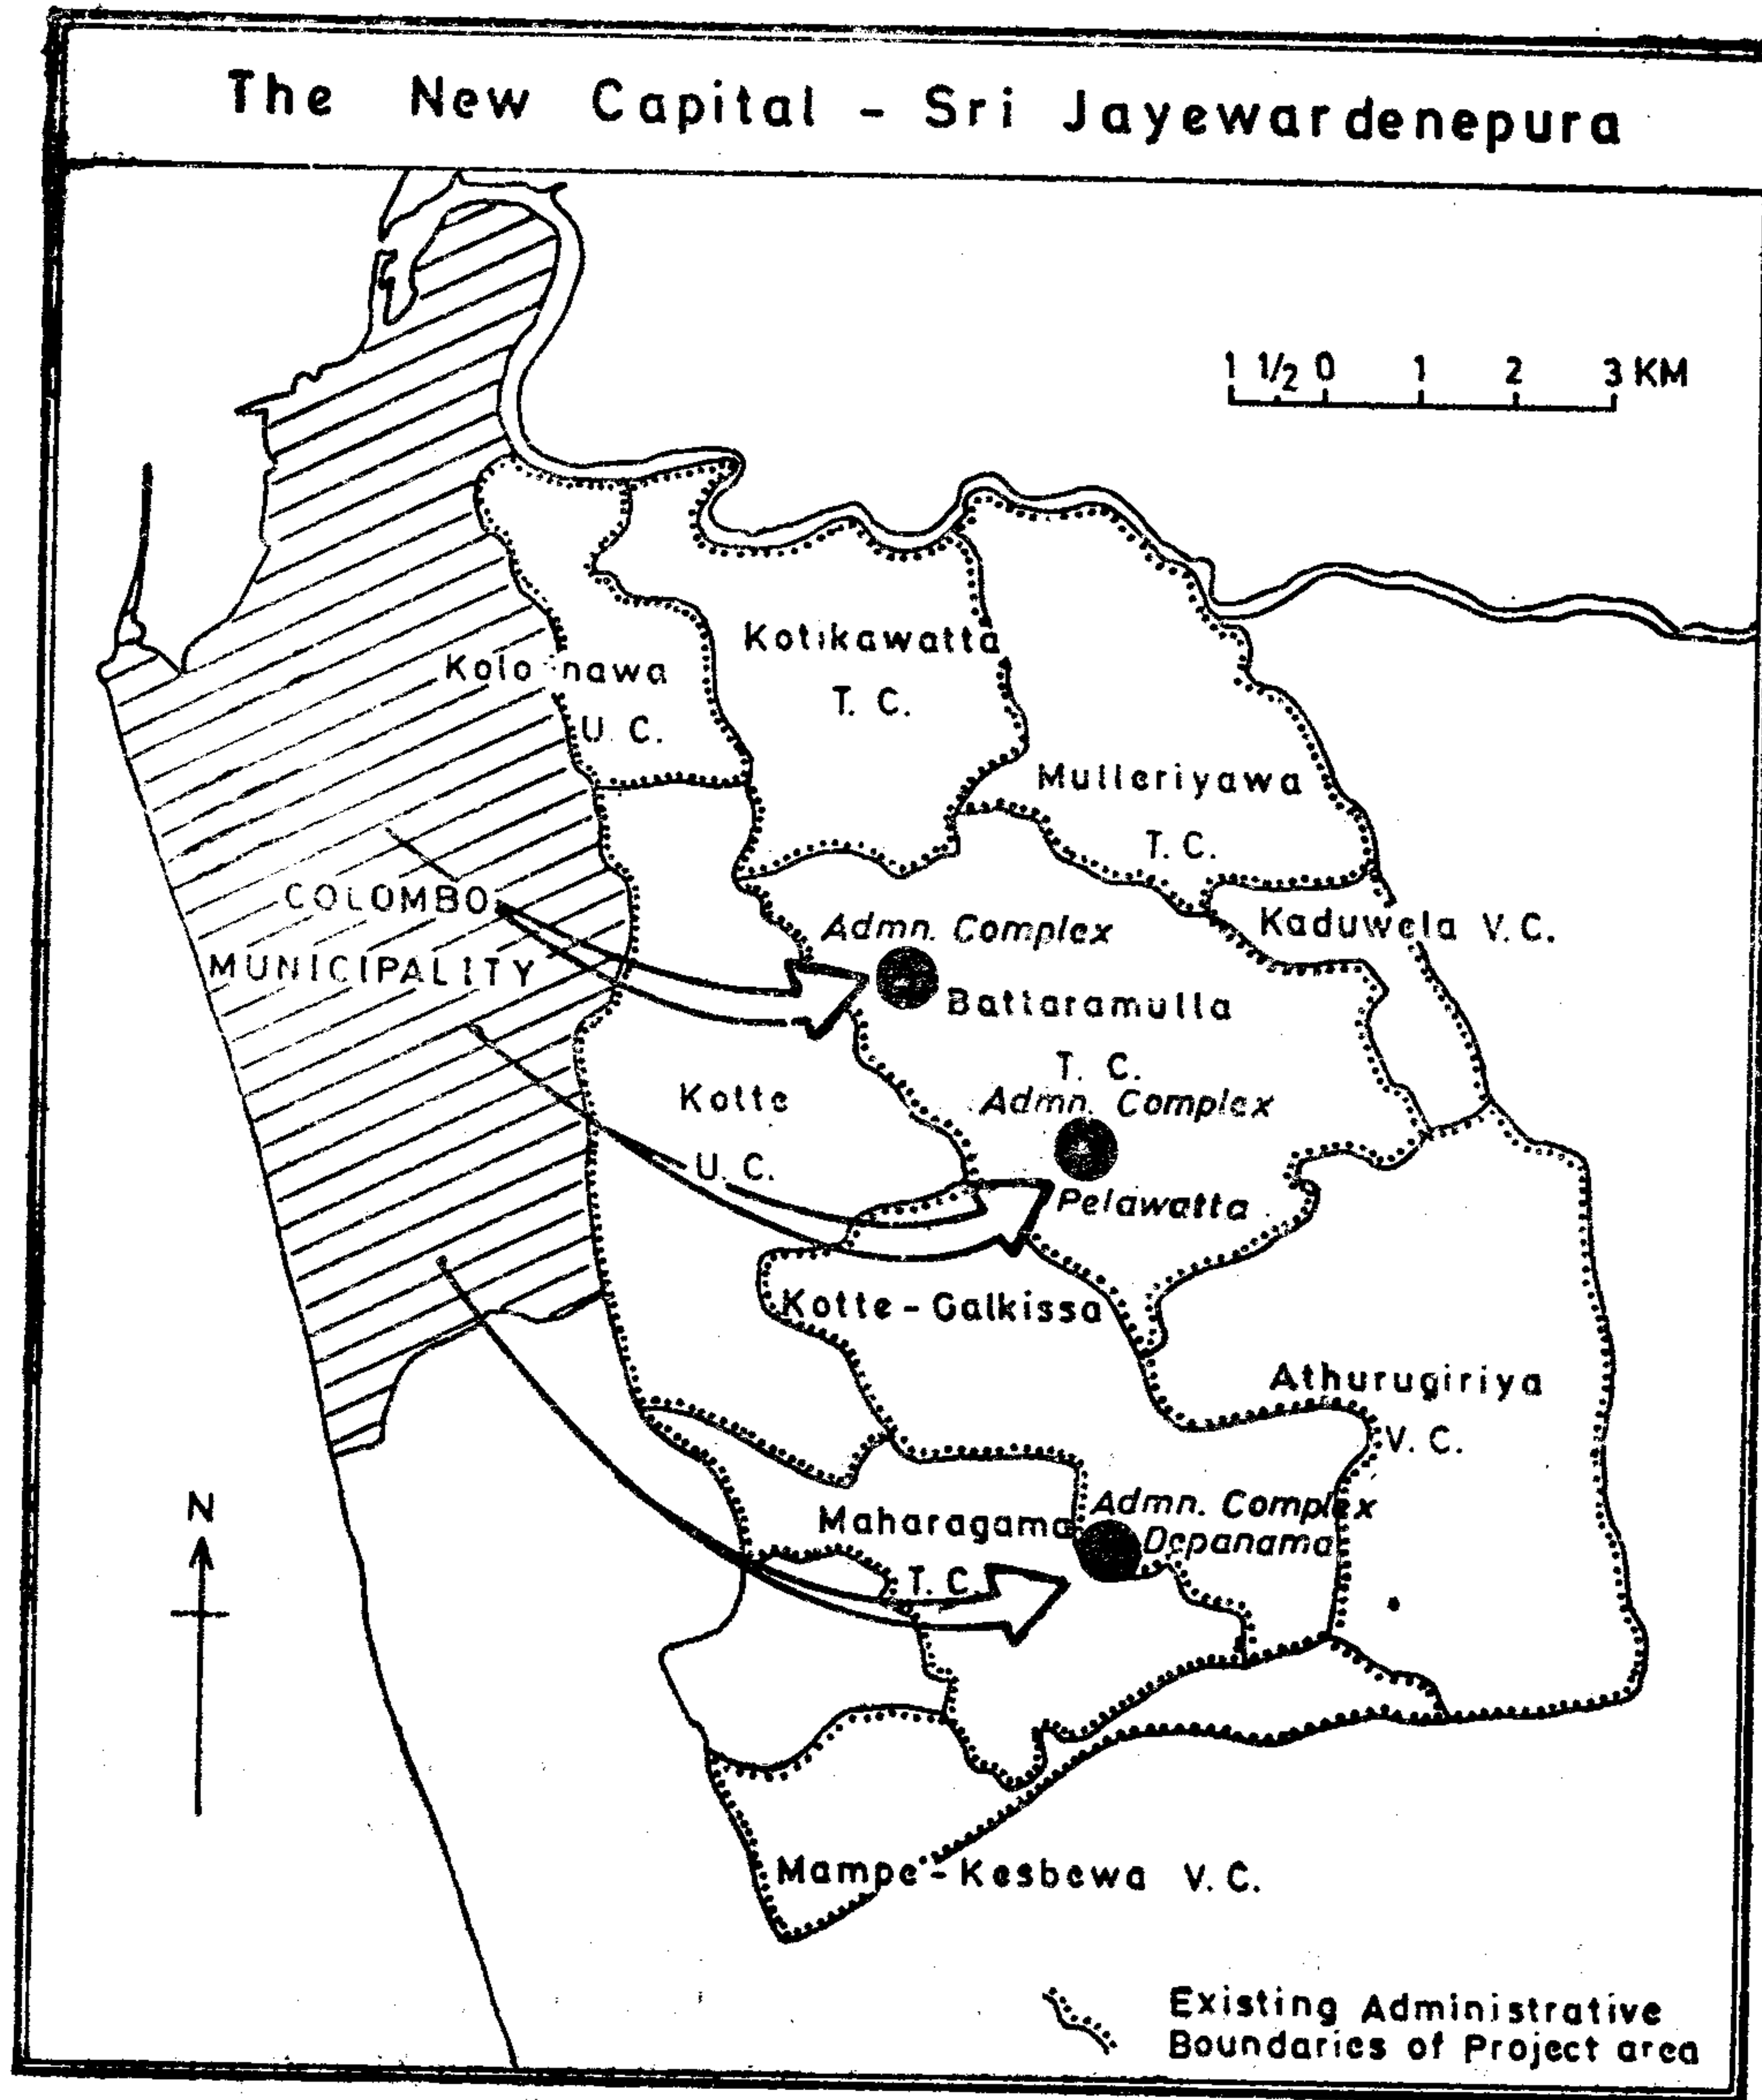 The New Capital - Sri Jayewardenepura
1 1/2 0 1 2 3 KM
Kotikawatta
T. C.
Kolonnawa
U. C.
Mulleriyawa
T. C.
COLOMBO
MUNICIPALITY
Kaduwela V. C.
Admn. Complex
Battaramulla
T. C.
Kotte
U. C.
Admn. Complex
Pelawatta
Kotte - Galkissa
Athurugiriya
V. C.
N
Maharagama
T. C.
Admn. Complex
Depanama
Mampe - Kesbewa V. C.
Existing Administrative
Boundaries of Project area